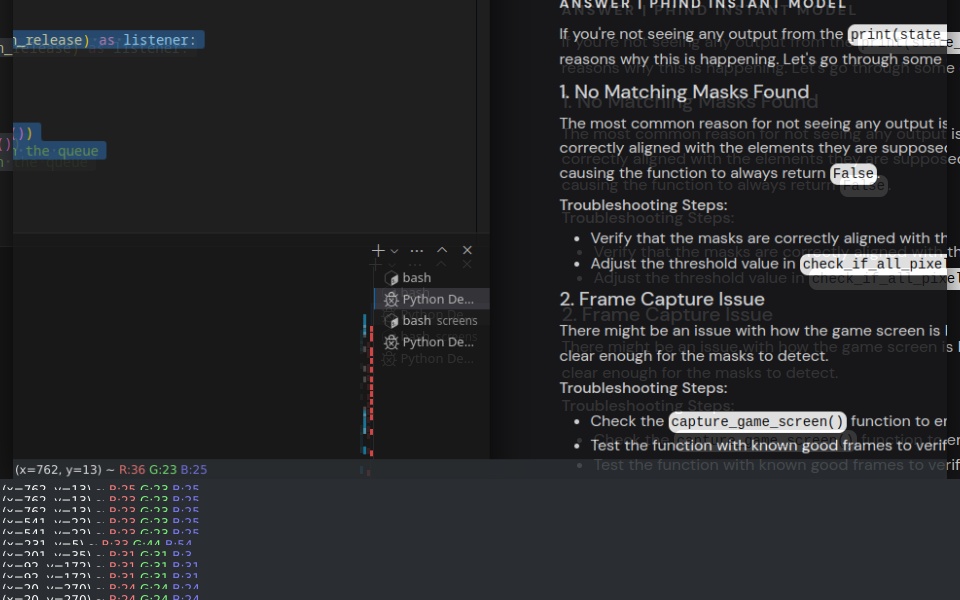 n_release) as listener:
())
the queue
bash
Python De...
bash screens
Python De...
ANSWER | PHIND INSTANT MODEL
If you're not seeing any output from the print(state_
reasons why this is happening. Let's go through some
1. No Matching Masks Found
The most common reason for not seeing any output is
correctly aligned with the elements they are supposed
causing the function to always return False.
Troubleshooting Steps:
• Verify that the masks are correctly aligned with th
• Adjust the threshold value in check_if_all_pixel
2. Frame Capture Issue
There might be an issue with how the game screen is
clear enough for the masks to detect.
Troubleshooting Steps:
• Check the capture_game_screen() function to en
• Test the function with known good frames to verif
(x=762, y=13) ~ R:36 G:23 B:25
(x=762, y=13) ~ R:25 G:23 B:25
(x=762, y=13) ~ R:23 G:23 B:25
(x=762, y=13) ~ R:23 G:23 B:25
(x=541, y=22) ~ R:23 G:23 B:25
(x=541, y=22) ~ R:23 G:23 B:25
(x=231, y=5) ~ R:33 G:44 B:54
(x=201, y=35) ~ R:31 G:31 B:3
(x=92, y=172) ~ R:31 G:31 B:31
(x=92, y=172) ~ R:31 G:31 B:31
(x=20, y=270) ~ R:24 G:24 B:24
(x=20, y=270) ~ R:24 G:24 B:24